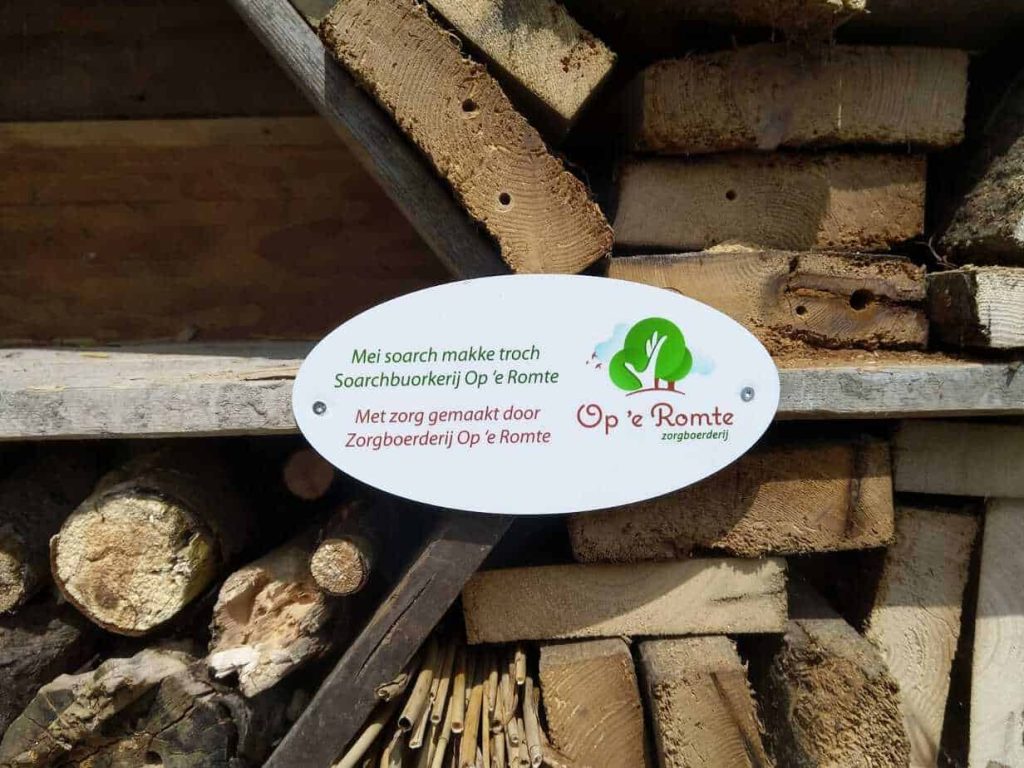 Mei soarch makke troch
Soarchbuorkerij Op 'e Romte
Met zorg gemaakt door
Zorgboerderij Op 'e Romte
Op 'e Romte
zorgboerderij